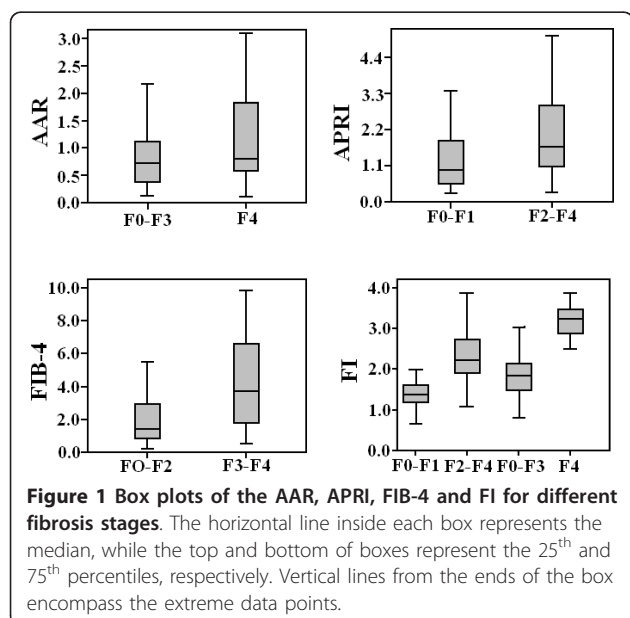 3.0
2.5
2.0
1.5
1.0
0.5
0.0
AAR
F0-F3 F4
4.4
3.3
2.2
1.1
0.0
APRI
F0-F1 F2-F4
10.0
8.0
6.0
4.0
2.0
0.0
FIB-4
FO-F2 F3-F4
4.0
3.0
2.0
1.0
0.0
FI
F0-F1 F2-F4 F0-F3 F4
Figure 1 Box plots of the AAR, APRI, FIB-4 and FI for different
fibrosis stages. The horizontal line inside each box represents the
median, while the top and bottom of boxes represent the 25th and
75th percentiles, respectively. Vertical lines from the ends of the box
encompass the extreme data points.